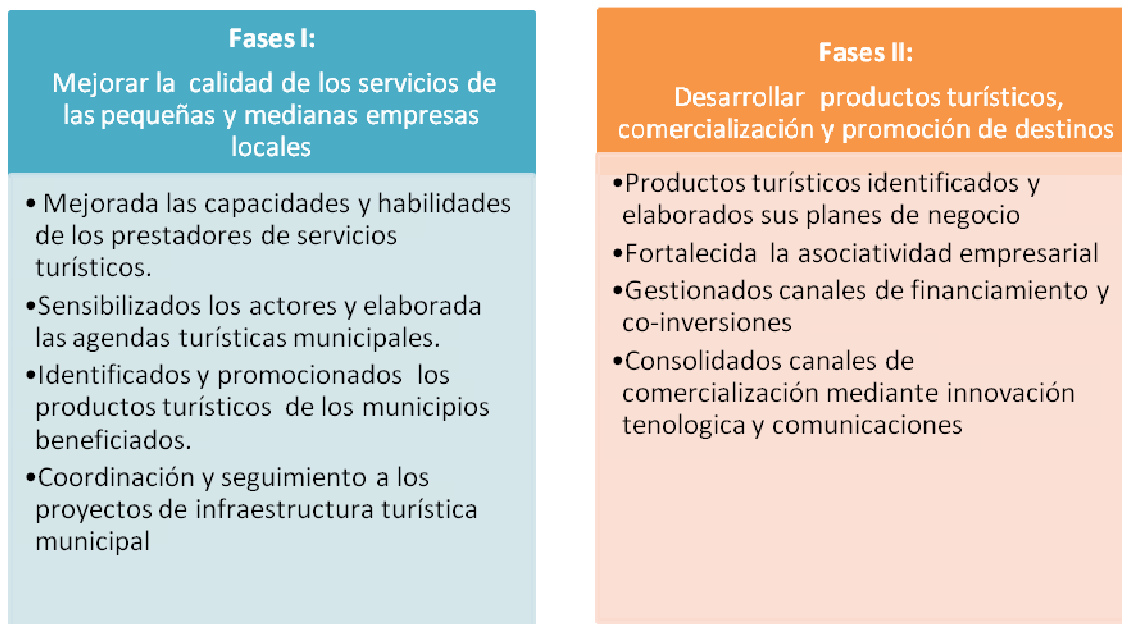 Fases I:
Mejorar la calidad de los servicios de
las pequeñas y medianas empresas
locales
• Mejorada las capacidades y habilidades
de los prestadores de servicios
turísticos.
•Sensibilizados los actores y elaborada
las agendas turísticas municipales.
•Identificados y promocionados los
productos turísticos de los municipios
beneficiados.
•Coordinación y seguimiento a los
proyectos de infraestructura turística
municipal
Fases II:
Desarrollar productos turísticos,
comercialización y promoción de destinos
•Productos turísticos identificados y
elaborados sus planes de negocio
•Fortalecida la asociatividad empresarial
•Gestionados canales de financiamiento y
co-inversiones
•Consolidados canales de
comercialización mediante innovación
tenologica y comunicaciones